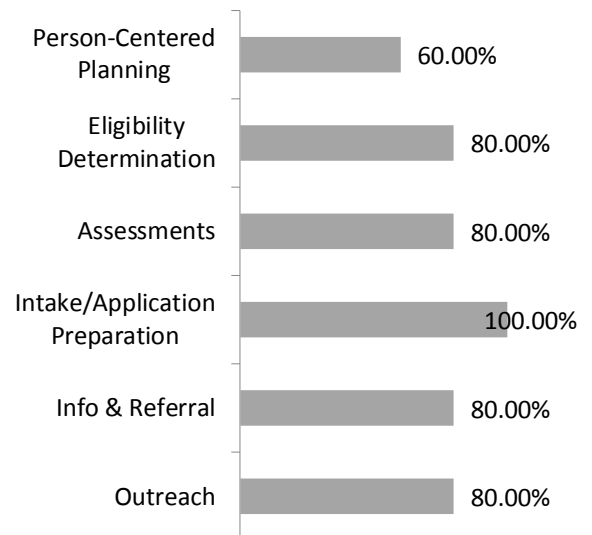 Person-Centered
Planning
60.00%
Eligibility
Determination
80.00%
Assessments
80.00%
Intake/Application
Preparation
100.00%
Info & Referral
80.00%
Outreach
80.00%